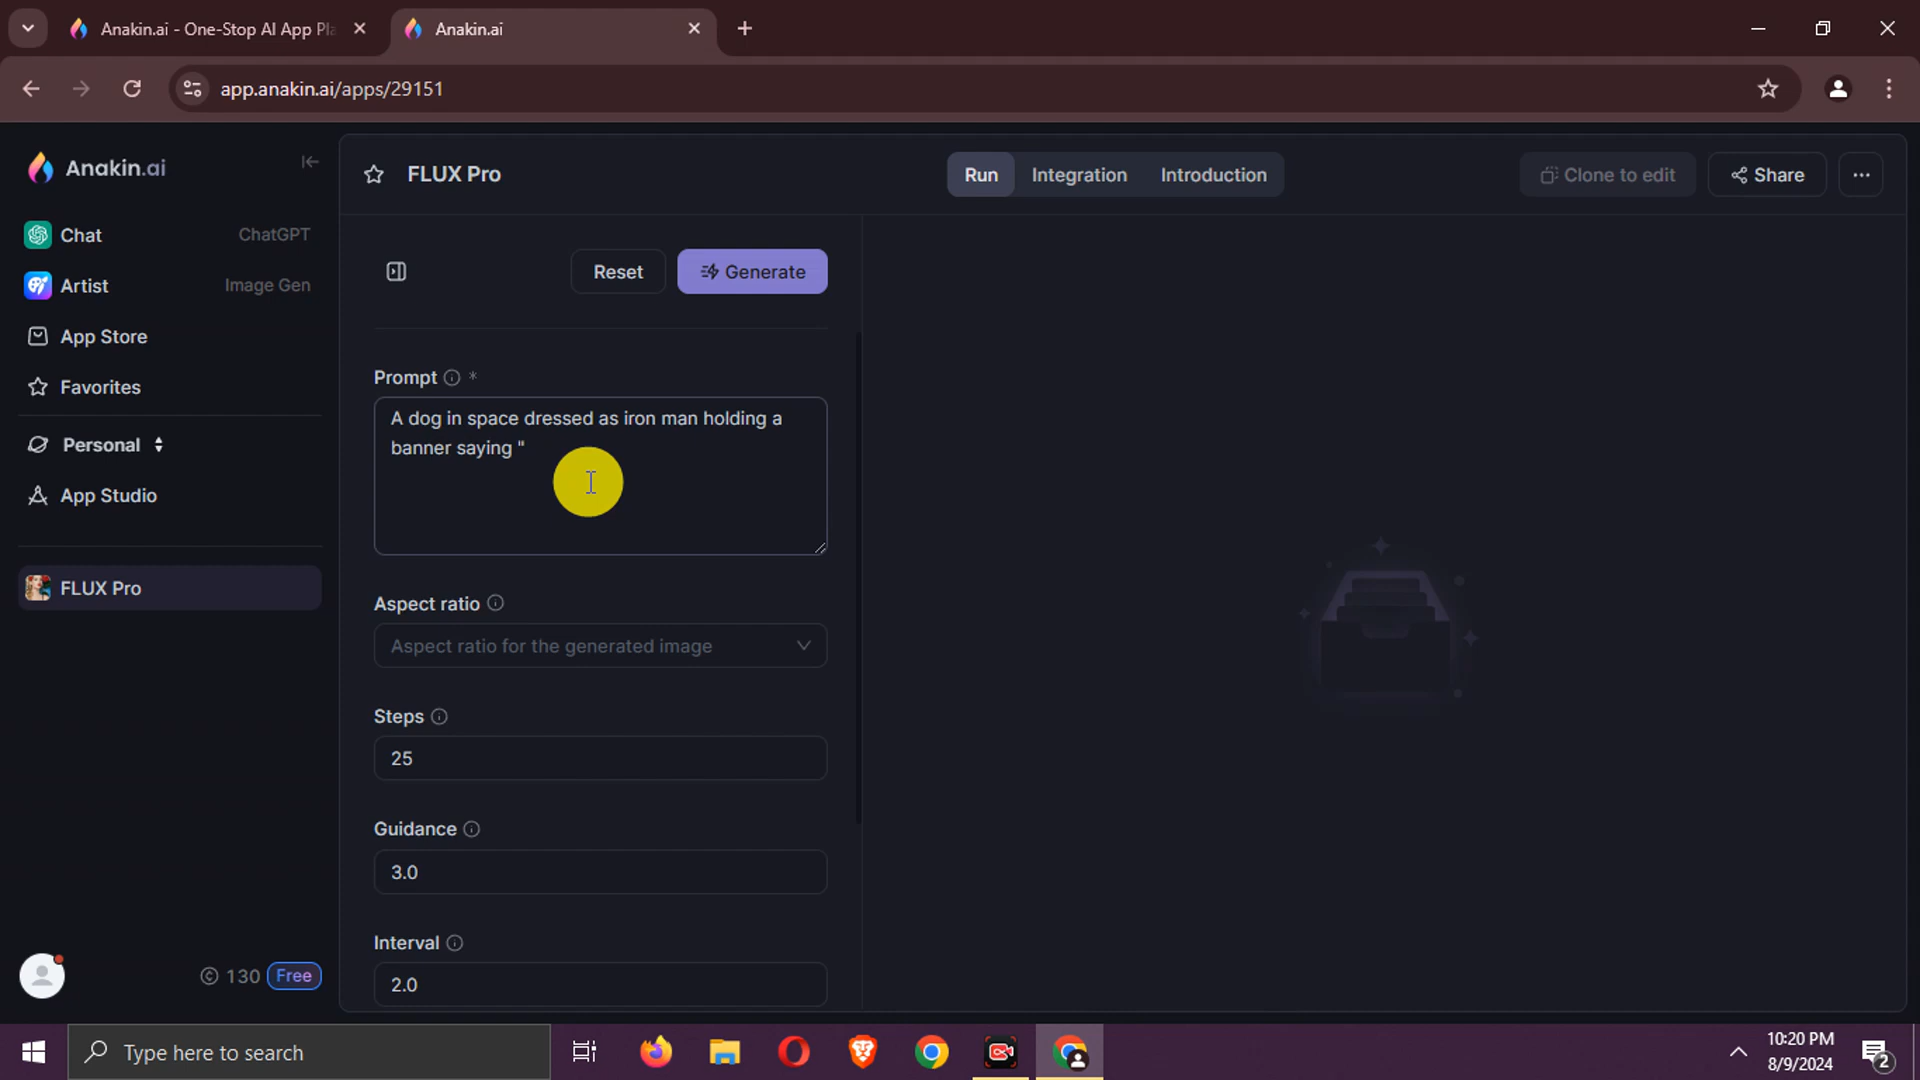 Anakin.ai - One-Stop AI App Pla
Anakin.ai
app.anakin.ai/apps/29151
Anakin.ai
FLUX Pro
Run
Integration
Introduction
Clone to edit
Share
Chat
ChatGPT
Artist
Image Gen
App Store
Favorites
Personal
App Studio
FLUX Pro
130
Free
Reset
Generate
Prompt *
A dog in space dressed as iron man holding a
banner saying "
Aspect ratio
Aspect ratio for the generated image
Steps
25
Guidance
3.0
Interval
2.0
Type here to search
10:20 PM
8/9/2024
2